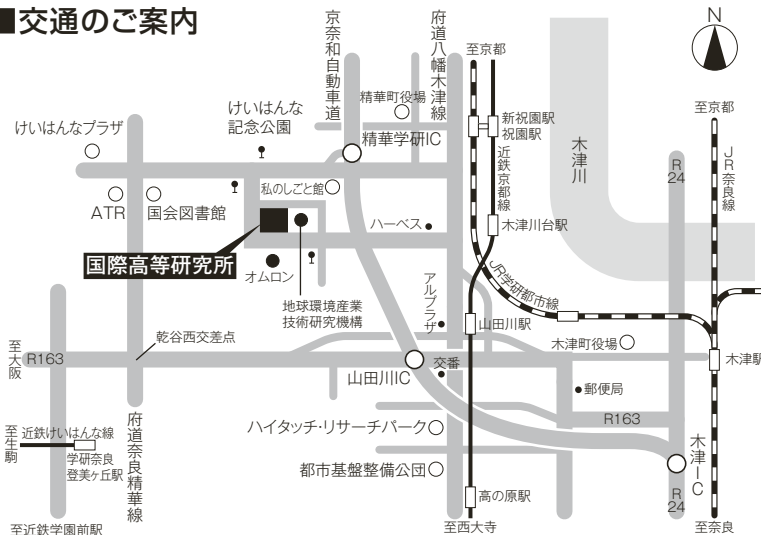 ■交通のご案内
京奈和自動車道
府道八幡木津線
至京都
N
精華町役場
けいはんな
記念公園
新祝園駅
祝園駅
至京都
けいはんなプラザ
精華学研IC
近鉄京都線
木津川
R
24
JR奈良線
私のしごと館
ATR
国会図書館
ハーベス
木津川台駅
国際高等研究所
オムロン
地球環境産業
技術研究機構
アルプラザ
JR学研都市線
山田川駅
乾谷西交差点
木津町役場
至大阪
R163
山田川IC
交番
木津駅
郵便局
R163
ハイタッチ・リサーチパーク
至生駒
近鉄けいはんな線
学研奈良
登美ヶ丘駅
府道奈良精華線
都市基盤整備公団
木津IC
高の原駅
R
24
至近鉄学園前駅
至西大寺
至奈良